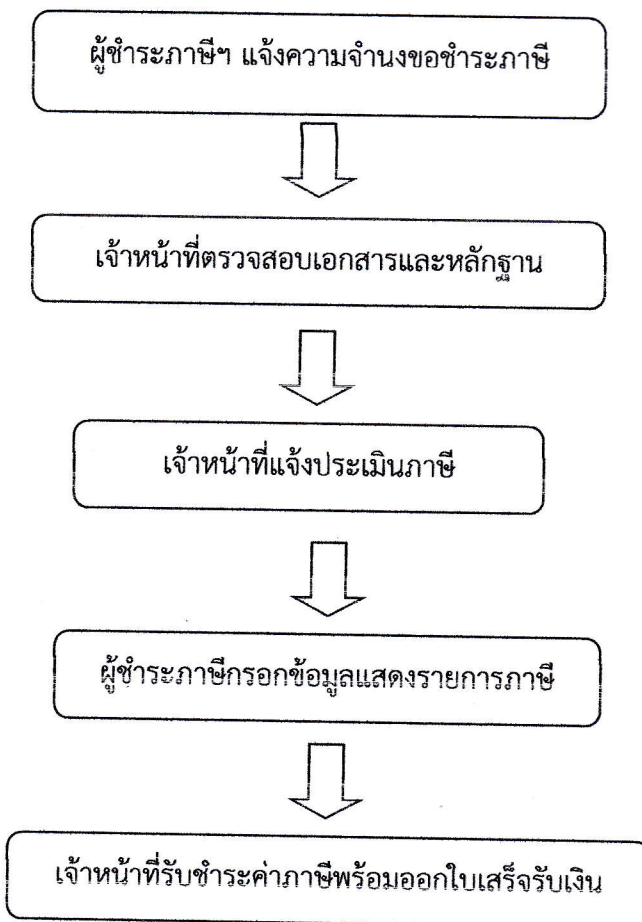 ผู้ชำระภาษีฯ แจ้งความจำนงขอชำระภาษี
เจ้าหน้าที่ตรวจสอบเอกสารและหลักฐาน
เจ้าหน้าที่แจ้งประเมินภาษี
ผู้ชำระภาษีกรอกข้อมูลแสดงรายการภาษี
เจ้าหน้าที่รับชำระค่าภาษีพร้อมออกใบเสร็จรับเงิน